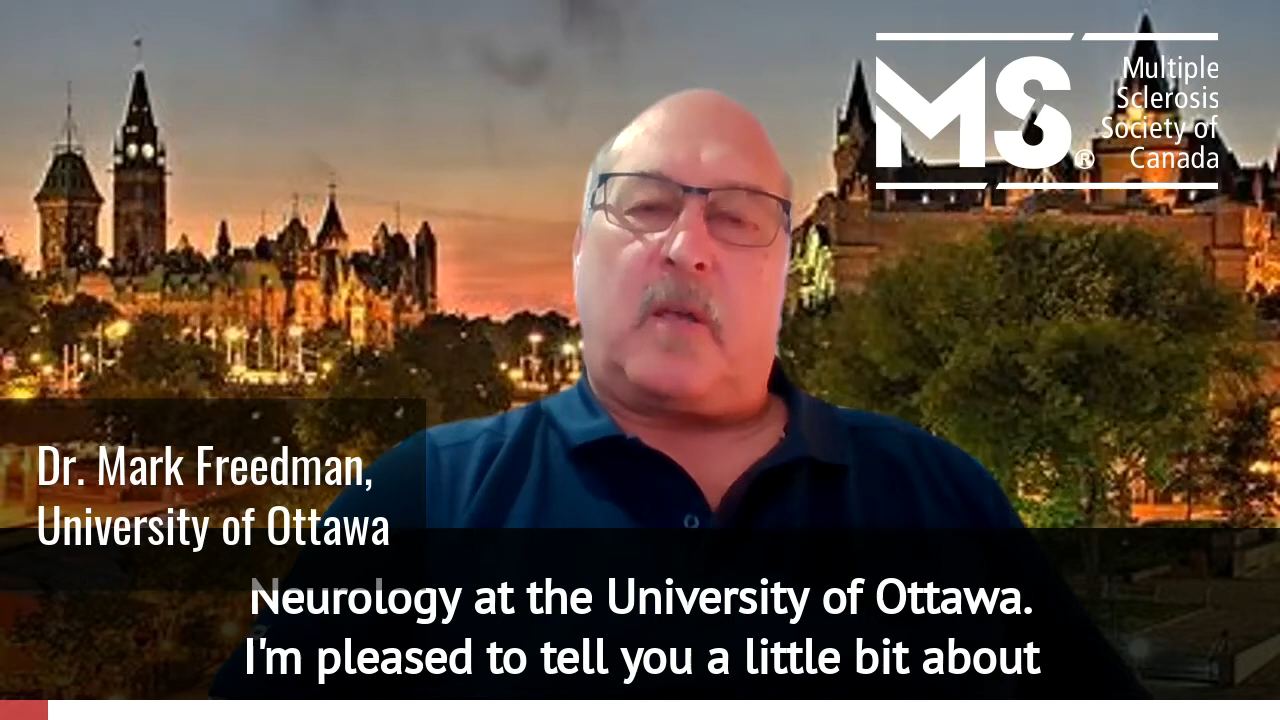 MS®
Multiple
Sclerosis
Society of
Canada
Dr. Mark Freedman,
University of Ottawa
Neurology at the University of Ottawa.
I'm pleased to tell you a little bit about